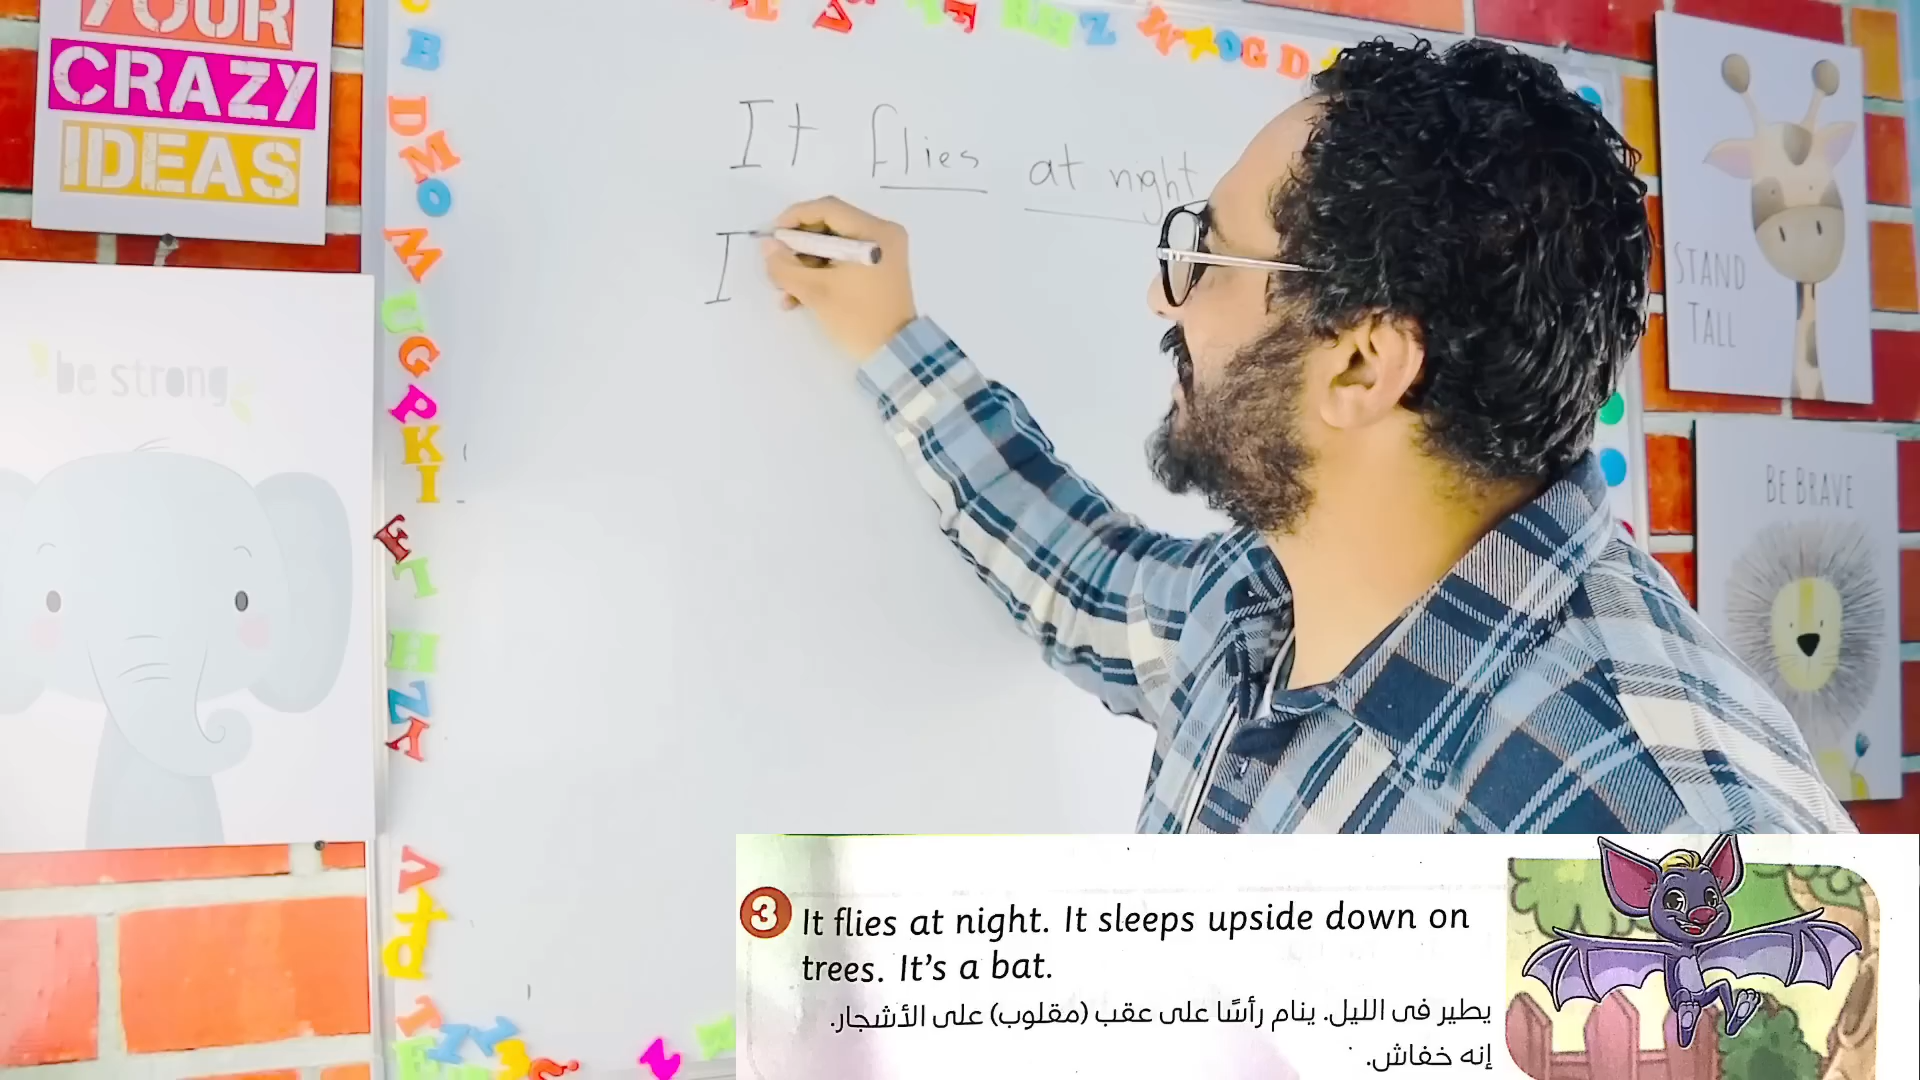 YOUR
CRAZY
IDEAS
be strong
It flies at night
I
STAND
TALL
BE BRAVE
3 It flies at night. It sleeps upside down on
trees. It's a bat.
يطير فى الليل. ينام رأسًا على عقب (مقلوب) على الأشجار.
إنه خفاش.